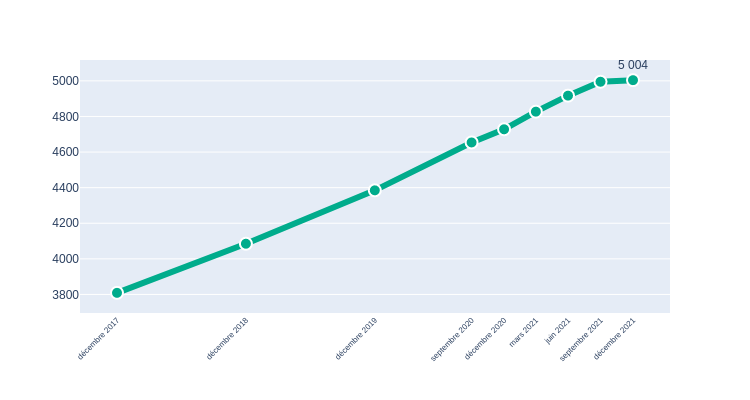 5 004
5000
4800
4600
4400
4200
4000
3800
décembre 2017
décembre 2018
décembre 2019
septembre 2020
décembre 2020
mars 2021
juin 2021
septembre 2021
décembre 2021